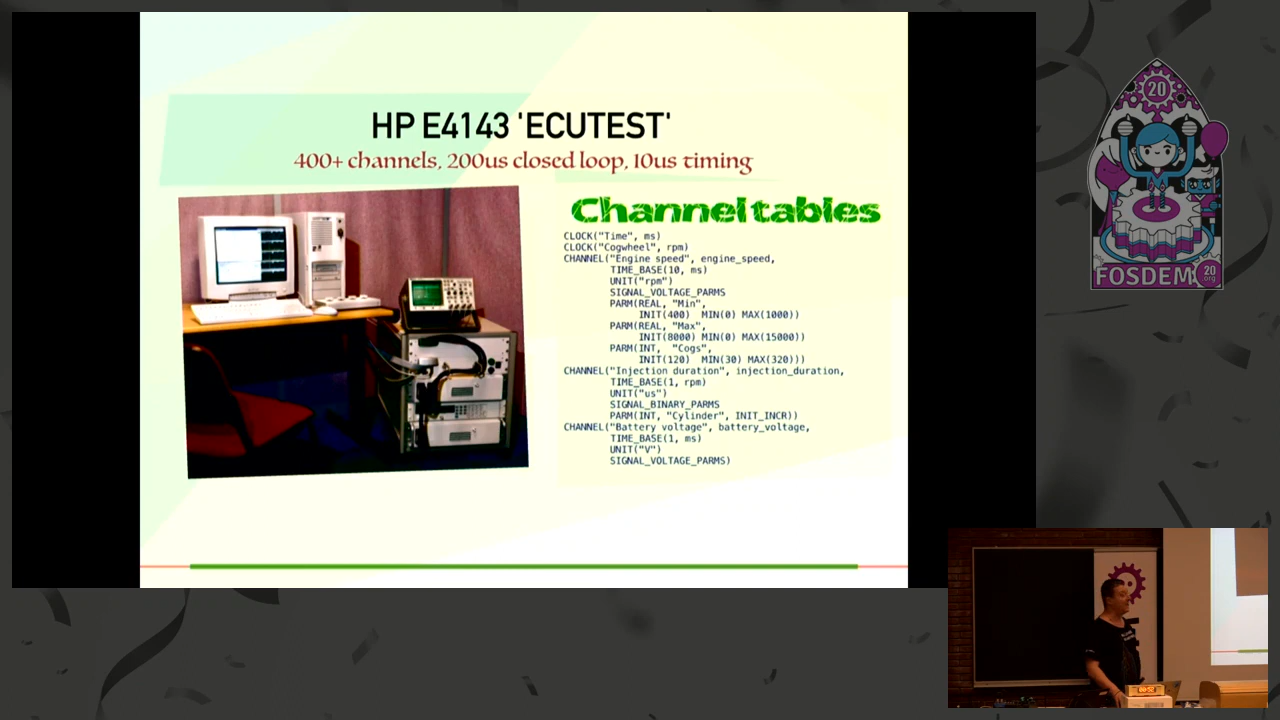 HP E4143 'ECUTEST'
400+ channels, 200us closed loop, 10us timing
Channel tables
CLOCK("Time", ms)
CLOCK("Cogwheel", rpm)
CHANNEL("Engine speed", engine_speed,
TIME_BASE(10, ms)
UNIT("rpm")
SIGNAL_VOLTAGE_PARMS
PARM(REAL, "Min",
INIT(400) MIN(0) MAX(1000))
PARM(REAL, "Max",
INIT(8000) MIN(0) MAX(15000))
PARM(INT, "Cogs",
INIT(120) MIN(30) MAX(320)))
CHANNEL("Injection duration", injection_duration,
TIME_BASE(1, rpm)
UNIT("us")
SIGNAL_BINARY_PARMS
PARM(INT, "Cylinder", INIT_INCR))
CHANNEL("Battery voltage", battery_voltage,
TIME_BASE(1, ms)
UNIT("V")
SIGNAL_VOLTAGE_PARMS)
20
FOSDEM
20
.org